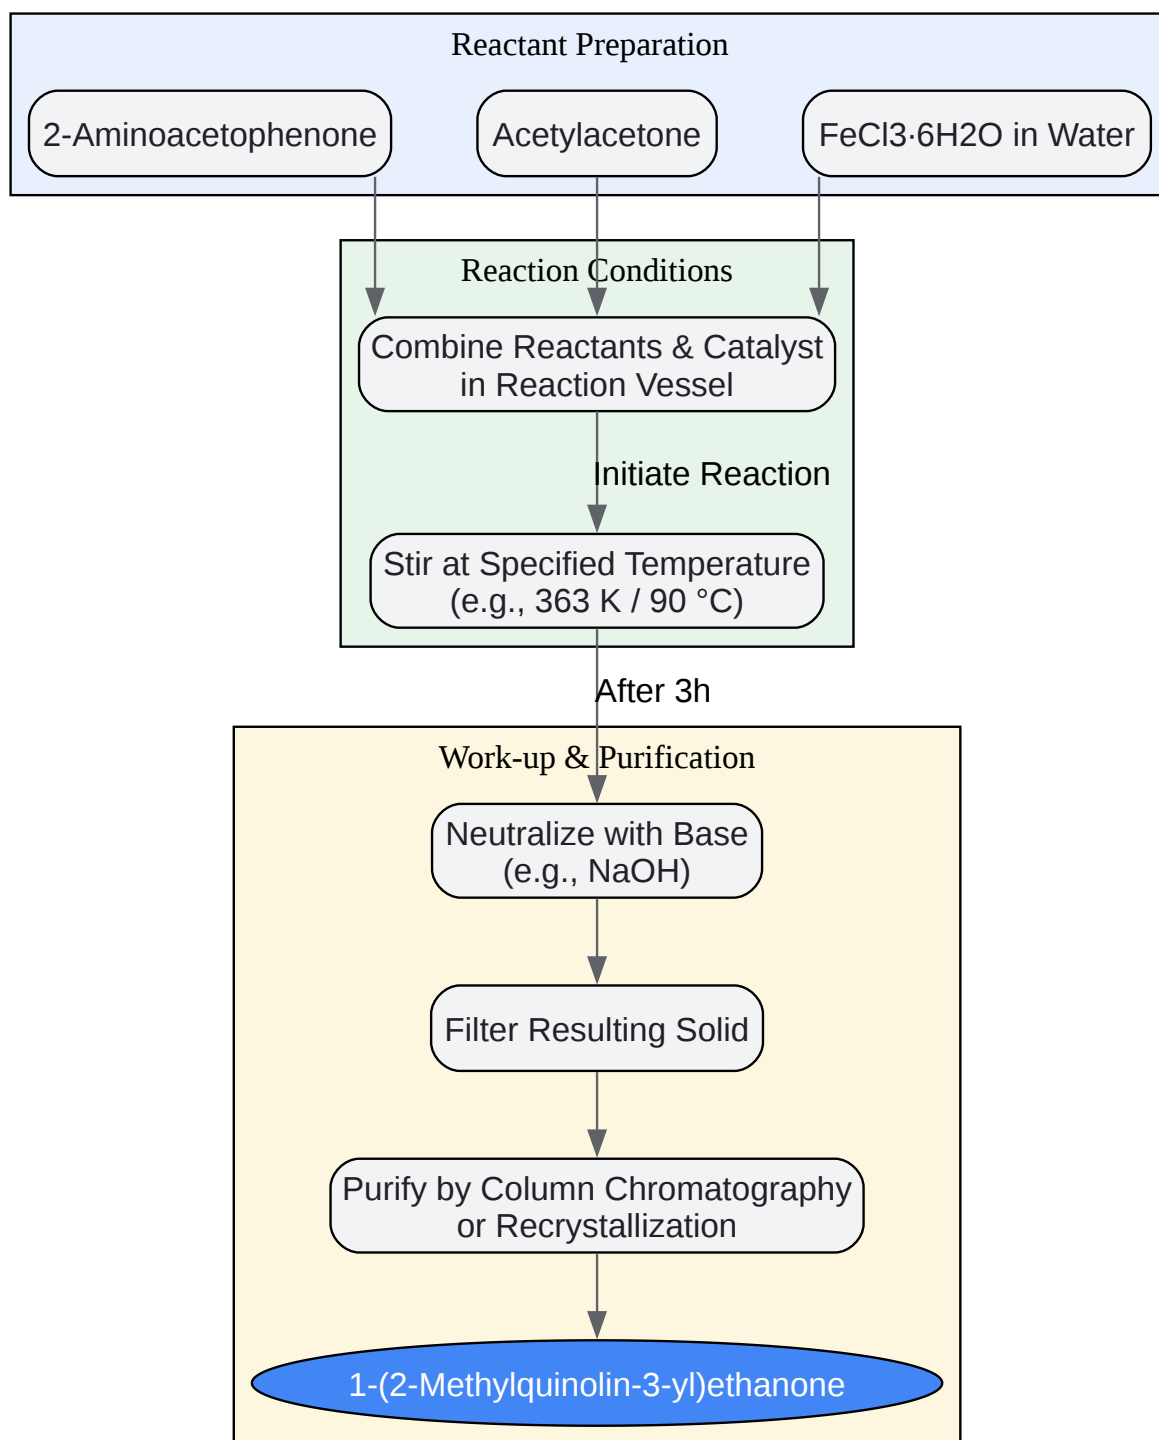 Reactant Preparation
2-Aminoacetophenone
Acetylacetone
FeCl3·6H2O in Water
Reaction Conditions
Combine Reactants & Catalyst
in Reaction Vessel
Initiate Reaction
Stir at Specified Temperature
(e.g., 363 K / 90 °C)
After 3h
Work-up & Purification
Neutralize with Base
(e.g., NaOH)
Filter Resulting Solid
Purify by Column Chromatography
or Recrystallization
1-(2-Methylquinolin-3-yl)ethanone